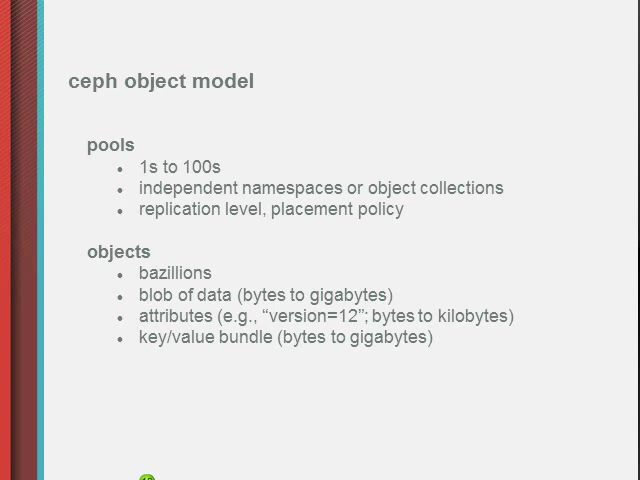 ceph object model
pools
• 1s to 100s
• independent namespaces or object collections
• replication level, placement policy
objects
• bazillions
• blob of data (bytes to gigabytes)
• attributes (e.g., “version=12”; bytes to kilobytes)
• key/value bundle (bytes to gigabytes)